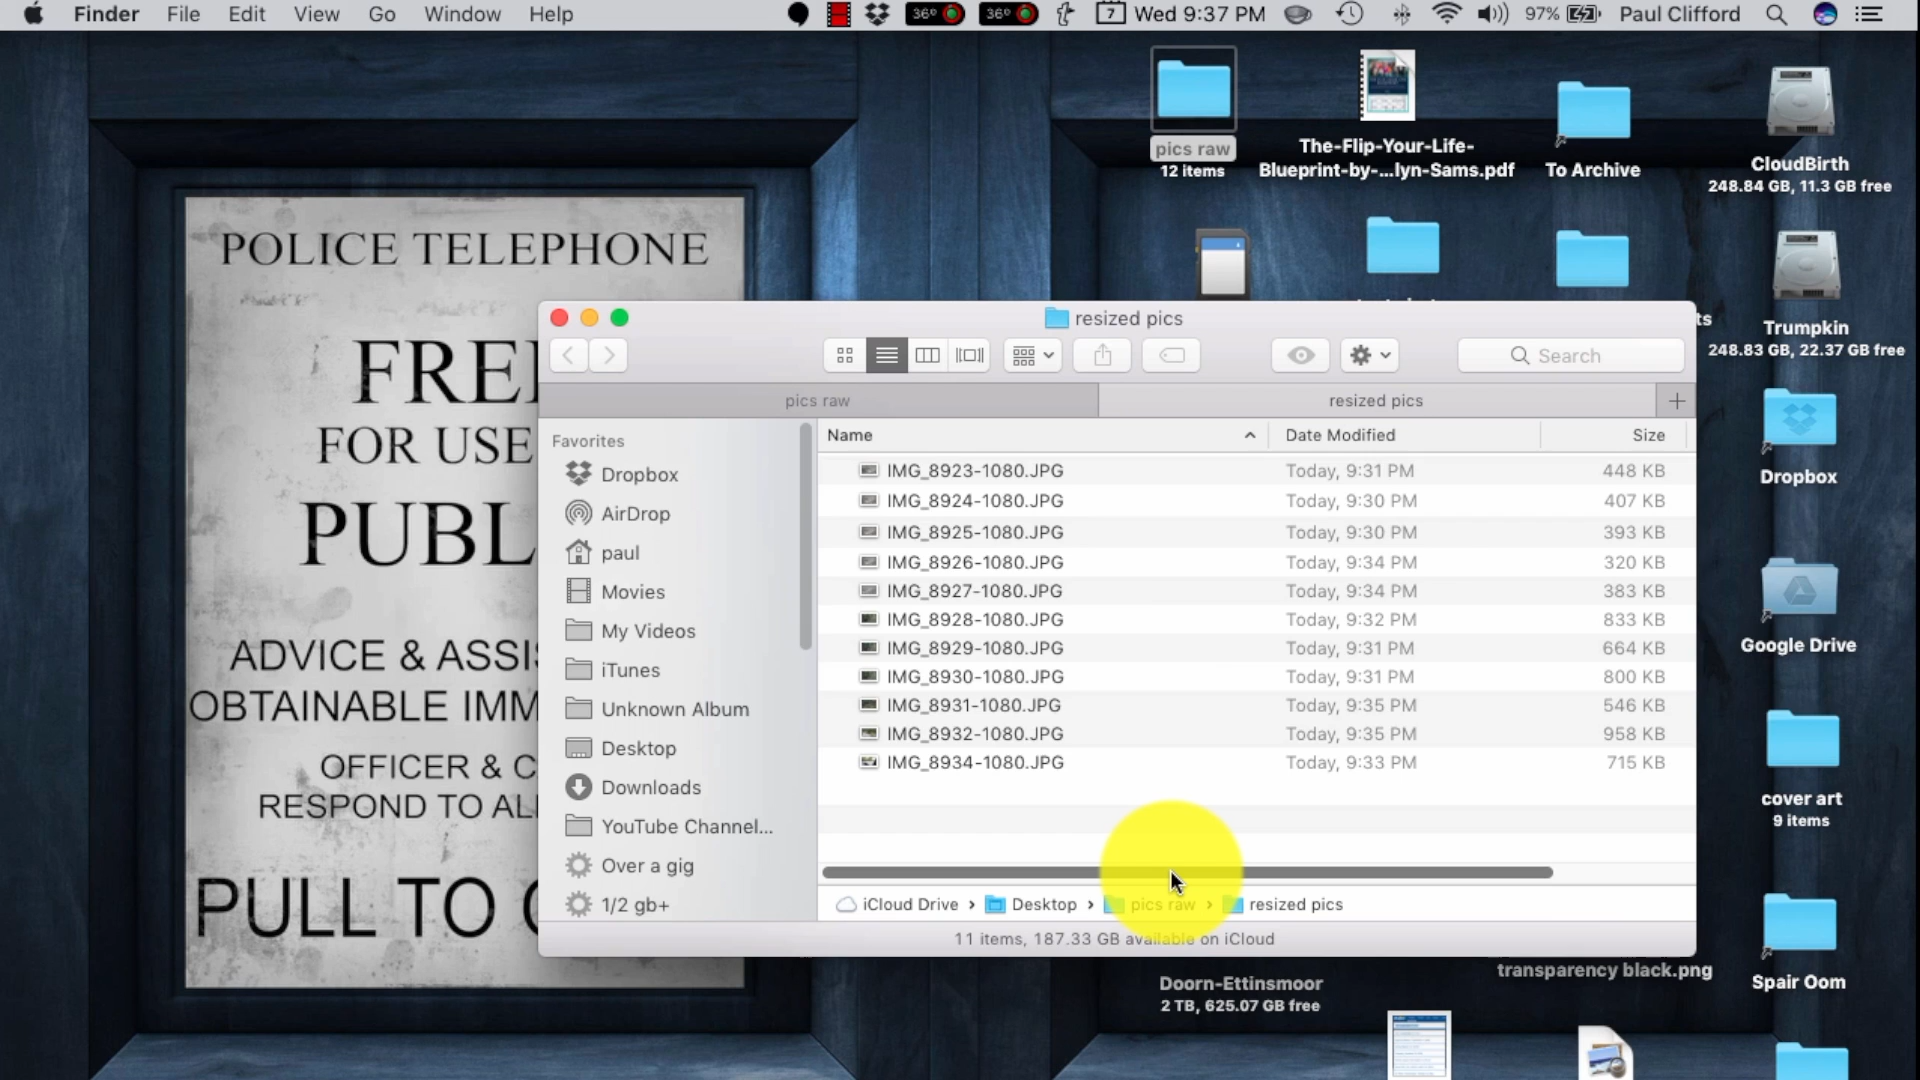 Finder File Edit View Go Window Help
36° 36° 7 Wed 9:37 PM 97% Paul Clifford
pics raw
12 items
The-Flip-Your-Life-
Blueprint-by-...lyn-Sams.pdf
To Archive
CloudBirth
248.84 GB, 11.3 GB free
Trumpkin
248.83 GB, 22.37 GB free
Dropbox
Google Drive
cover art
9 items
Spair Oom
transparency black.png
Doorn-Ettinsmoor
2 TB, 625.07 GB free
POLICE TELEPHONE
FREE
FOR USE
PUBL
ADVICE & ASSIS
OBTAINABLE IMM
OFFICER & C
RESPOND TO AL
PULL TO O
resized pics
Search
pics raw
resized pics
Favorites
Dropbox
AirDrop
paul
Movies
My Videos
iTunes
Unknown Album
Desktop
Downloads
YouTube Channel...
Over a gig
1/2 gb+
Name Date Modified Size
IMG_8923-1080.JPG Today, 9:31 PM 448 KB
IMG_8924-1080.JPG Today, 9:30 PM 407 KB
IMG_8925-1080.JPG Today, 9:30 PM 393 KB
IMG_8926-1080.JPG Today, 9:34 PM 320 KB
IMG_8927-1080.JPG Today, 9:34 PM 383 KB
IMG_8928-1080.JPG Today, 9:32 PM 833 KB
IMG_8929-1080.JPG Today, 9:31 PM 664 KB
IMG_8930-1080.JPG Today, 9:31 PM 800 KB
IMG_8931-1080.JPG Today, 9:35 PM 546 KB
IMG_8932-1080.JPG Today, 9:35 PM 958 KB
IMG_8934-1080.JPG Today, 9:33 PM 715 KB
iCloud Drive › Desktop › pics raw › resized pics
11 items, 187.33 GB available on iCloud